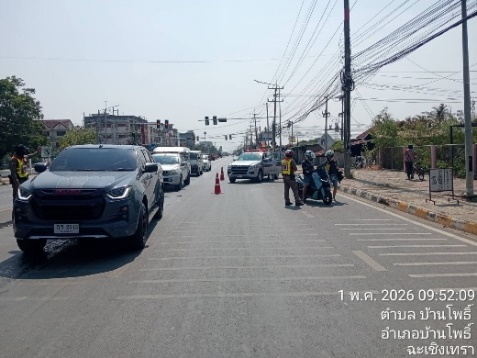 1 พ.ค. 2026 09:52:09
ตำบล บ้านโพธิ์
อำเภอบ้านโพธิ์
ฉะเชิงเทรา